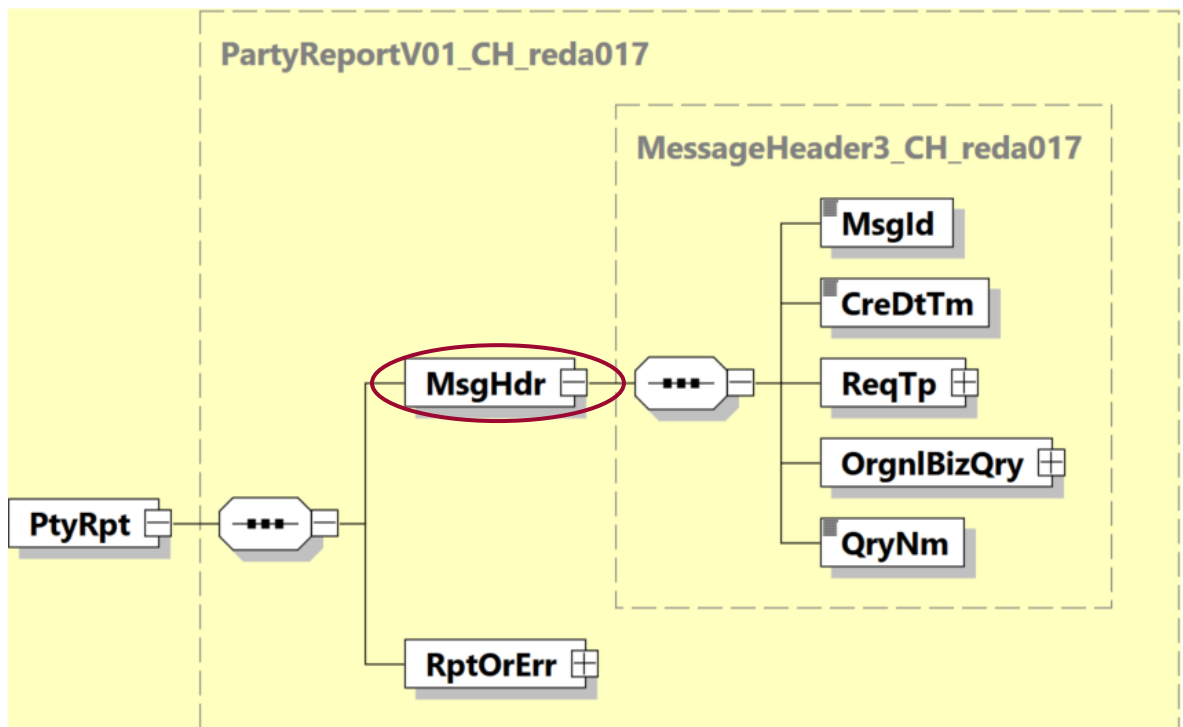 PartyReportV01_CH_reda017
MessageHeader3_CH_reda017
MsgId
CreDtTm
MsgHdr
ReqTp
OrgnlBizQry
PtyRpt
QryNm
RptOrErr